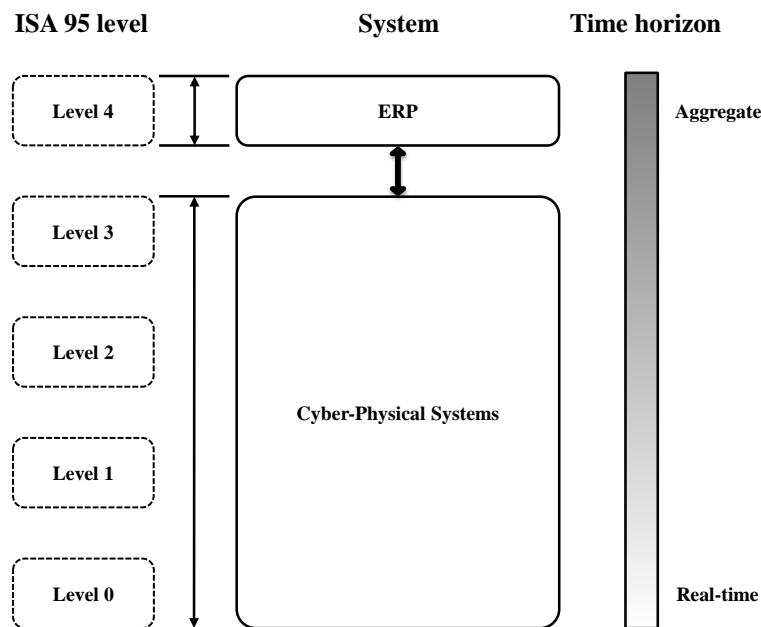 ISA 95 level
System
Time horizon
Level 4
ERP
Aggregate
Level 3
Level 2
Cyber-Physical Systems
Level 1
Level 0
Real-time